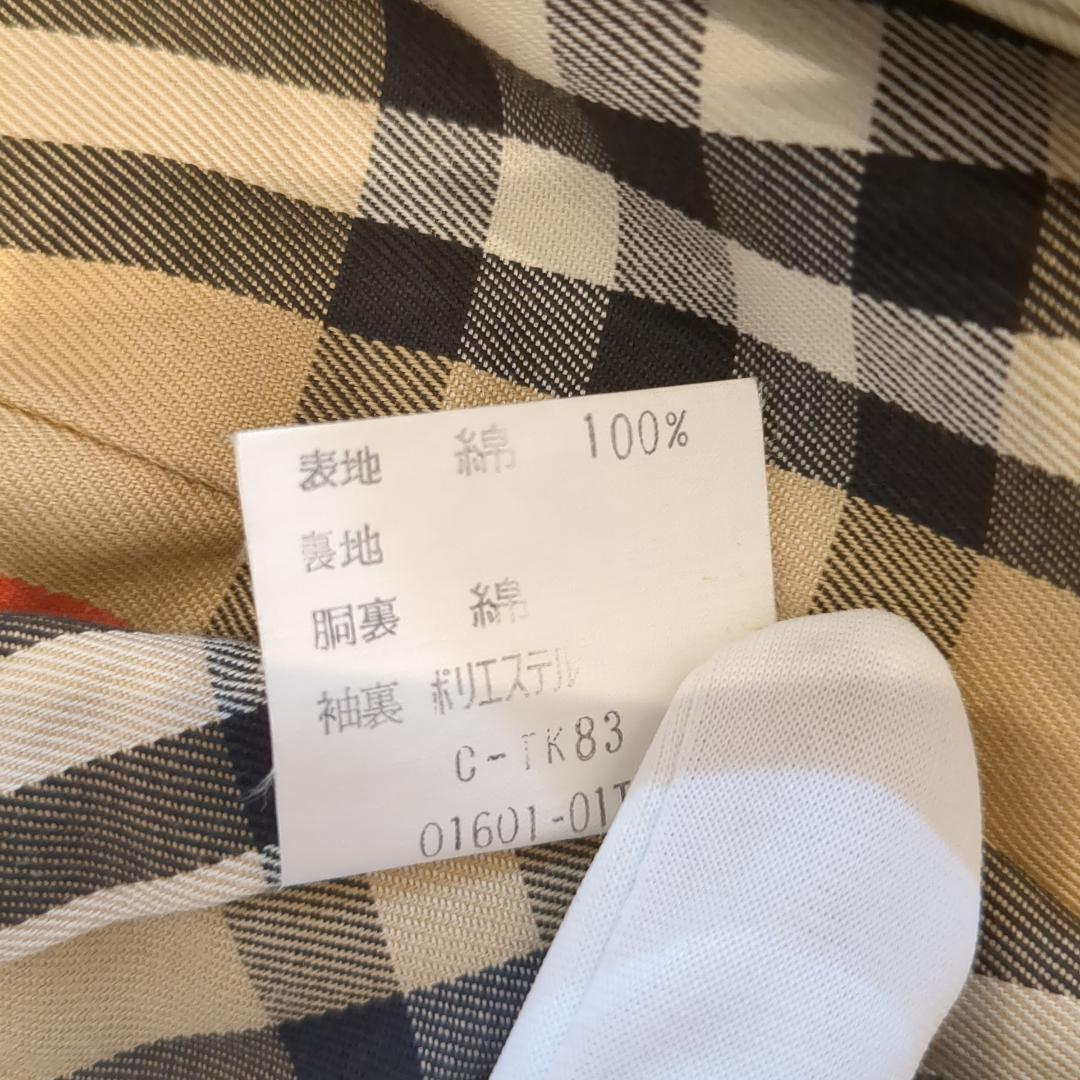 表地 綿 100%
裏地
胴裏 綿
袖裏 ポリエステル
C-TK83
01601-01T